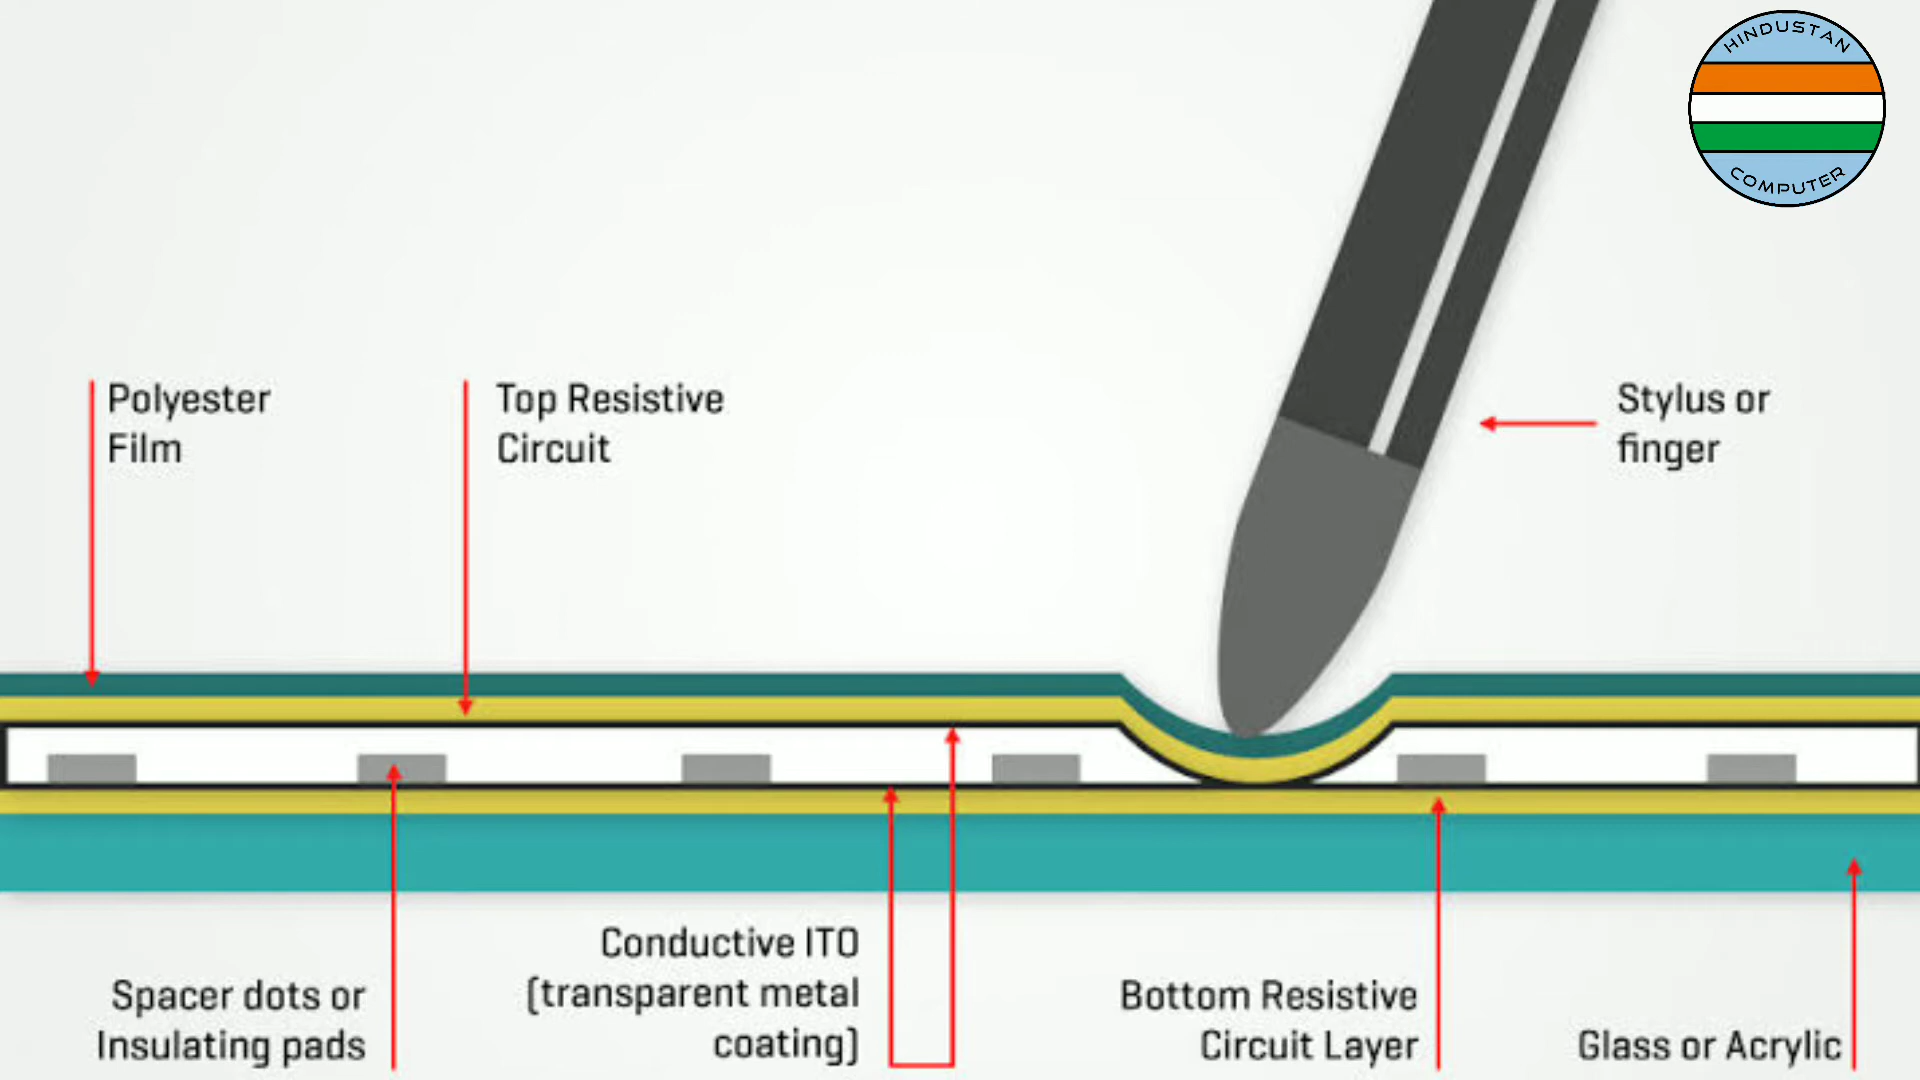 HINDUSTAN
COMPUTER
Polyester
Film
Top Resistive
Circuit
Stylus or
finger
Spacer dots or
Insulating pads
Conductive ITO
(transparent metal
coating)
Bottom Resistive
Circuit Layer
Glass or Acrylic